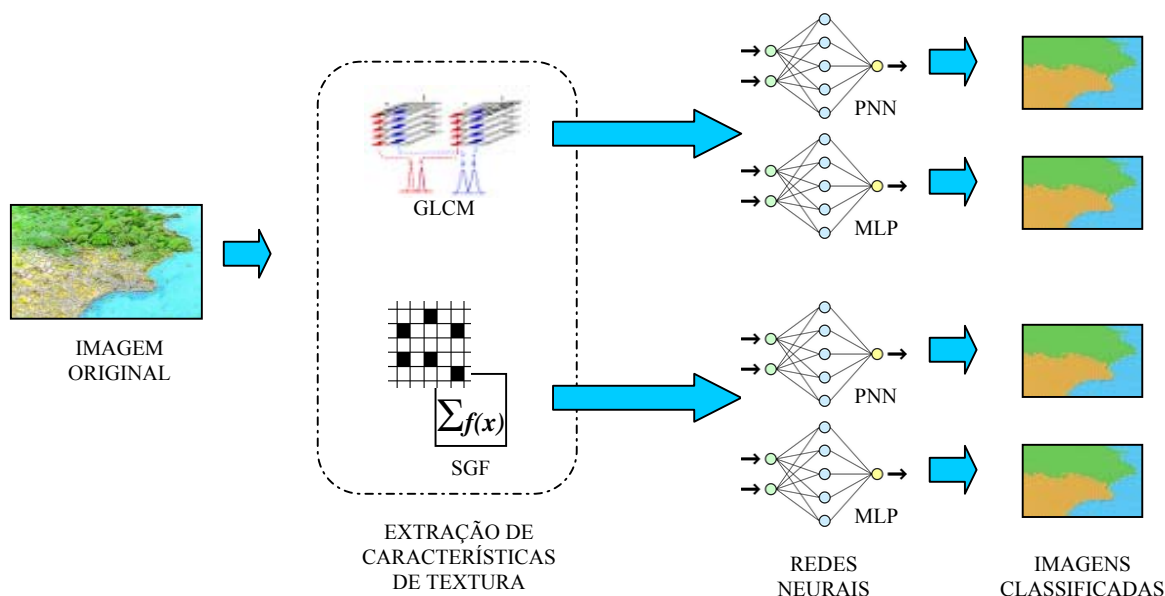 PNN
GLCM
MLP
IMAGEM
ORIGINAL
PNN
∑f(x)
SGF
MLP
EXTRAÇÃO DE
CARACTERÍSTICAS
DE TEXTURA
REDES
NEURAIS
IMAGENS
CLASSIFICADAS